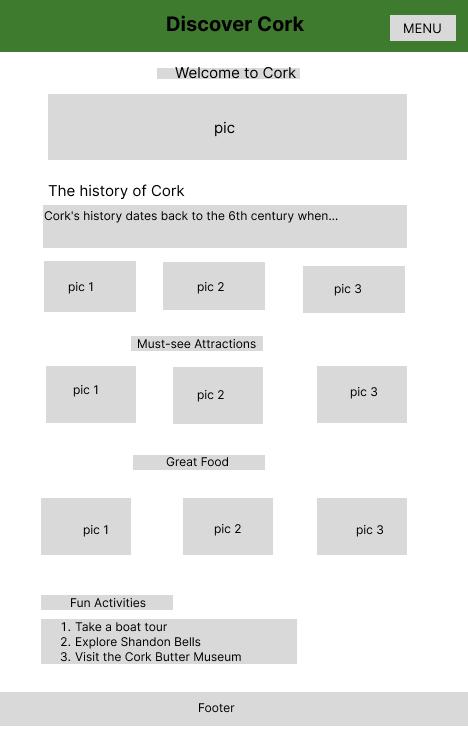 Discover Cork
MENU
Welcome to Cork
pic
The history of Cork
Cork's history dates back to the 6th century when...
pic 1
pic 2
pic 3
Must-see Attractions
pic 1
pic 2
pic 3
Great Food
pic 1
pic 2
pic 3
Fun Activities
1. Take a boat tour
2. Explore Shandon Bells
3. Visit the Cork Butter Museum
Footer